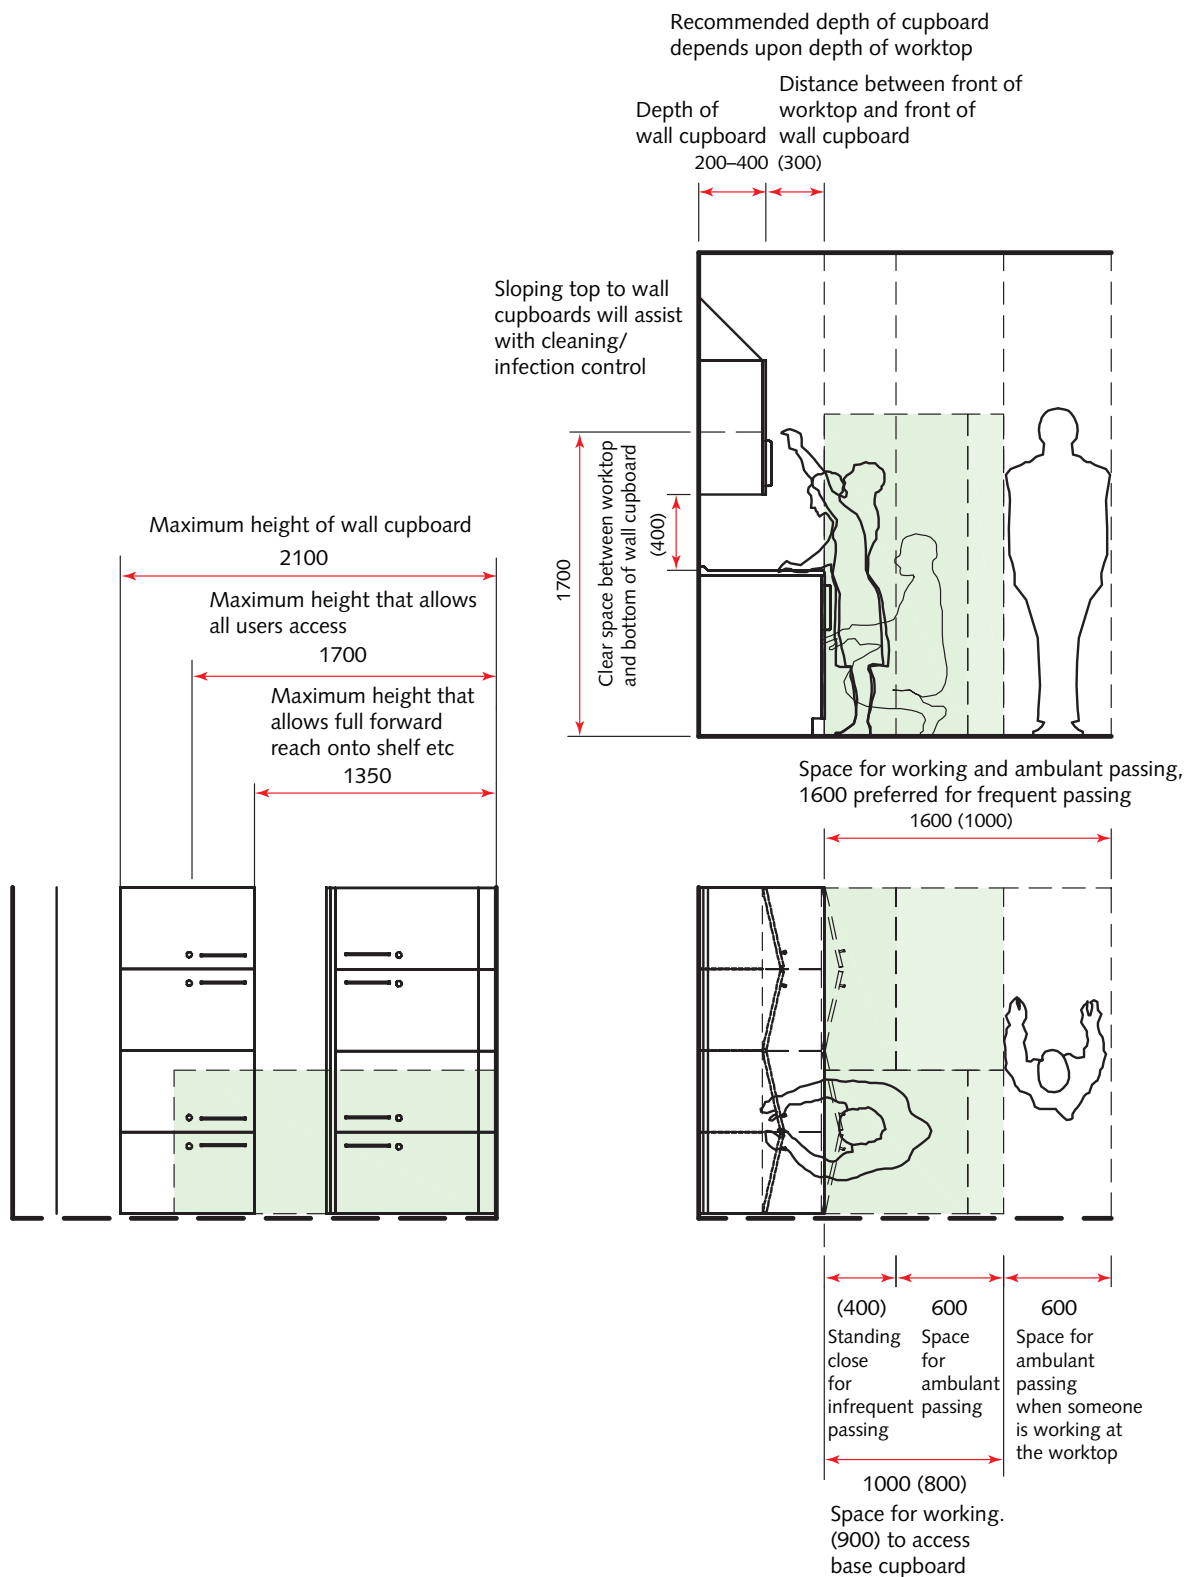 Recommended depth of cupboard
depends upon depth of worktop
Distance between front of
worktop and front of
wall cupboard
(300)
Depth of
wall cupboard
200–400
Sloping top to wall
cupboards will assist
with cleaning/
infection control
1700
Clear space between worktop
and bottom of wall cupboard
(400)
Maximum height of wall cupboard
2100
Maximum height that allows
all users access
1700
Maximum height that
allows full forward
reach onto shelf etc
1350
Space for working and ambulant passing,
1600 preferred for frequent passing
1600 (1000)
(400)
Standing
close
for
infrequent
passing
600
Space
for
ambulant
passing
600
Space for
ambulant
passing
when someone
is working at
the worktop
1000 (800)
Space for working.
(900) to access
base cupboard